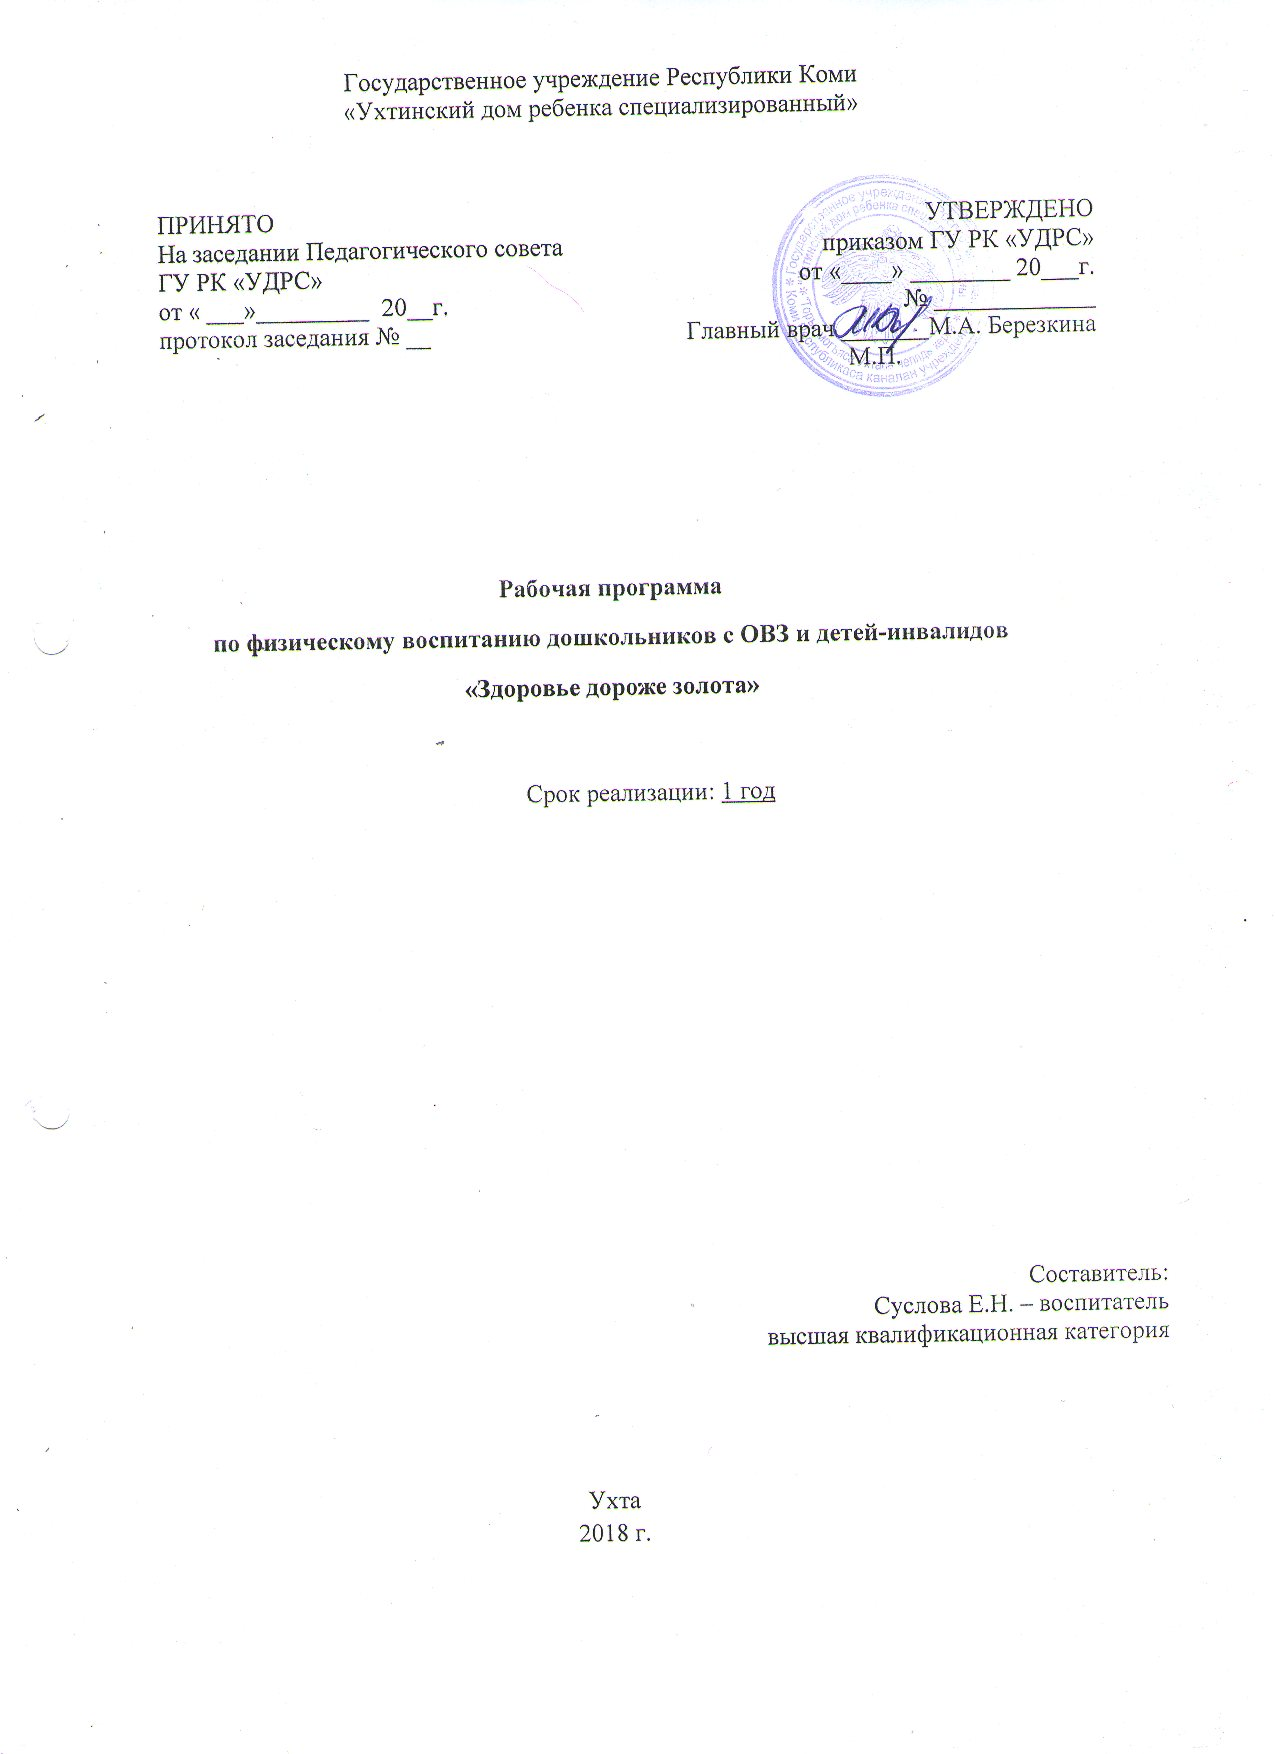 Государственное учреждение Республики Коми
«Ухтинский дом ребенка специализированный»
ПРИНЯТО
На заседании Педагогического совета
ГУ РК «УДРС»
от « ___»_________ 20__г.
протокол заседания № __
УТВЕРЖДЕНО
приказом ГУ РК «УДРС»
от «____» ________ 20___г.
№ _____________
Главный врач _______М.А. Березкина
М.П.
Рабочая программа
по физическому воспитанию дошкольников с ОВЗ и детей-инвалидов
«Здоровье дороже золота»
Срок реализации: 1 год
Составитель:
Суслова Е.Н. – воспитатель
высшая квалификационная категория
Ухта
2018 г.